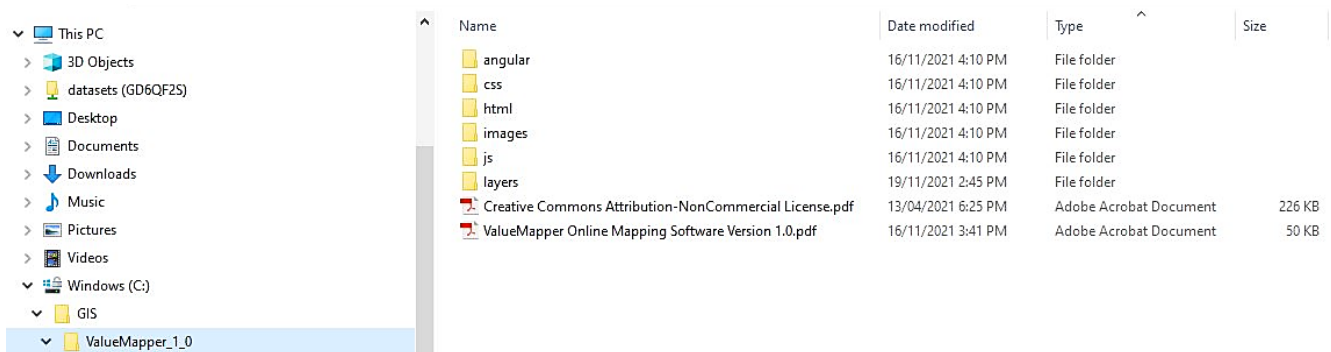 This PC
3D Objects
datasets (GD6QF2S)
Desktop
Documents
Downloads
Music
Pictures
Videos
Windows (C:)
GIS
ValueMapper_1_0
Name Date modified Type Size
angular 16/11/2021 4:10 PM File folder
css 16/11/2021 4:10 PM File folder
html 16/11/2021 4:10 PM File folder
images 16/11/2021 4:10 PM File folder
js 16/11/2021 4:10 PM File folder
layers 19/11/2021 2:45 PM File folder
Creative Commons Attribution-NonCommercial License.pdf 13/04/2021 6:25 PM Adobe Acrobat Document 226 KB
ValueMapper Online Mapping Software Version 1.0.pdf 16/11/2021 3:41 PM Adobe Acrobat Document 50 KB